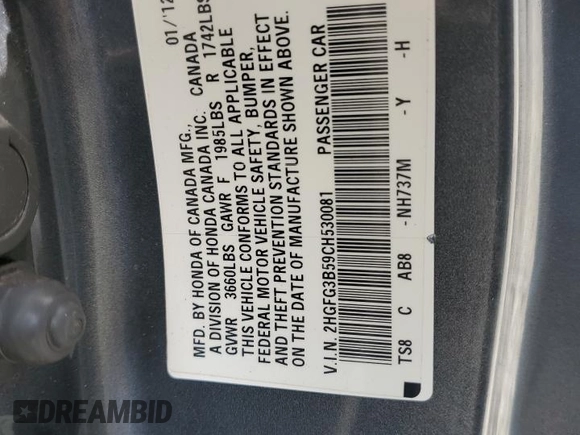 MFD. BY HONDA OF CANADA MFG.,
A DIVISION OF HONDA CANADA INC. CANADA 01/'12
GVWR 3660LBS GAWR F 1985LBS R 1742LBS
THIS VEHICLE CONFORMS TO ALL APPLICABLE
FEDERAL MOTOR VEHICLE SAFETY, BUMPER,
AND THEFT PREVENTION STANDARDS IN EFFECT
ON THE DATE OF MANUFACTURE SHOWN ABOVE.
V.I.N. 2HGFG3B59CH530081 PASSENGER CAR
TS8 C AB8 -NH737M -Y -H
DREAMBID